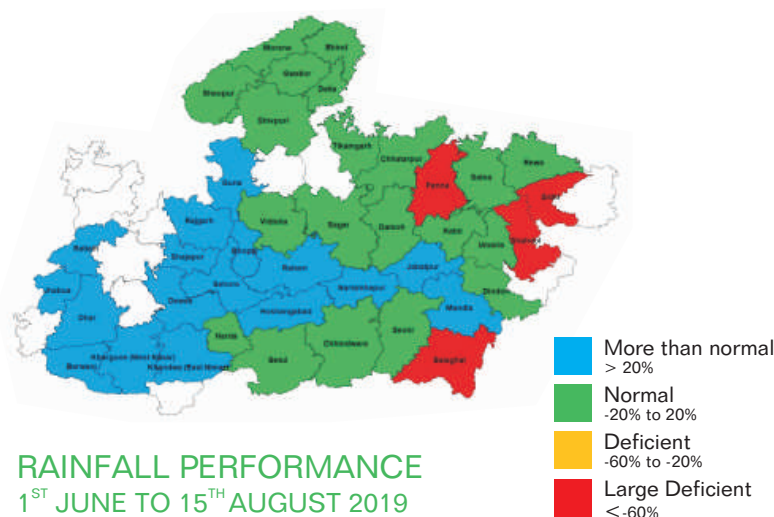 Morena
Bhind
Gwalior
Datia
Sheopur
Shivpuri
Tikamgarh
Chhatarpur
Panna
Satna
Rewa
Guna
Rajgarh
Vidisha
Sagar
Damoh
Katni
Umaria
Shajapur
Bhopal
Raisen
Jabalpur
Dindori
Jhabua
Dhar
Dewas
Sehore
Hoshangabad
Narsinghpur
Mandla
Harda
Betul
Chhindwara
Seoni
Balaghat
Khargone (West Nimar)
Barwani
Khandwa (East Nimar)
More than normal
> 20%
Normal
-20% to 20%
Deficient
-60% to -20%
Large Deficient
<-60%
RAINFALL PERFORMANCE
1ST JUNE TO 15TH AUGUST 2019